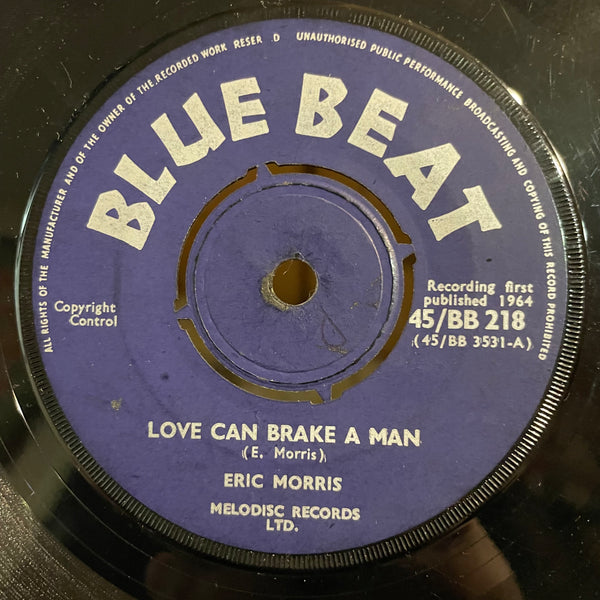 ALL RIGHTS OF THE MANUFACTURER AND OF THE OWNER OF THE RECORDED WORK RESER D UNAUTHORISED PUBLIC PERFORMANCE BROADCASTING AND COPYING OF THIS RECORD PROHIBITED
BLUE BEAT
Copyright
Control
Recording first
published 1964
45/BB 218
(45/BB 3531-A)
LOVE CAN BRAKE A MAN
(E. Morris)
ERIC MORRIS
MELODISC RECORDS
LTD.